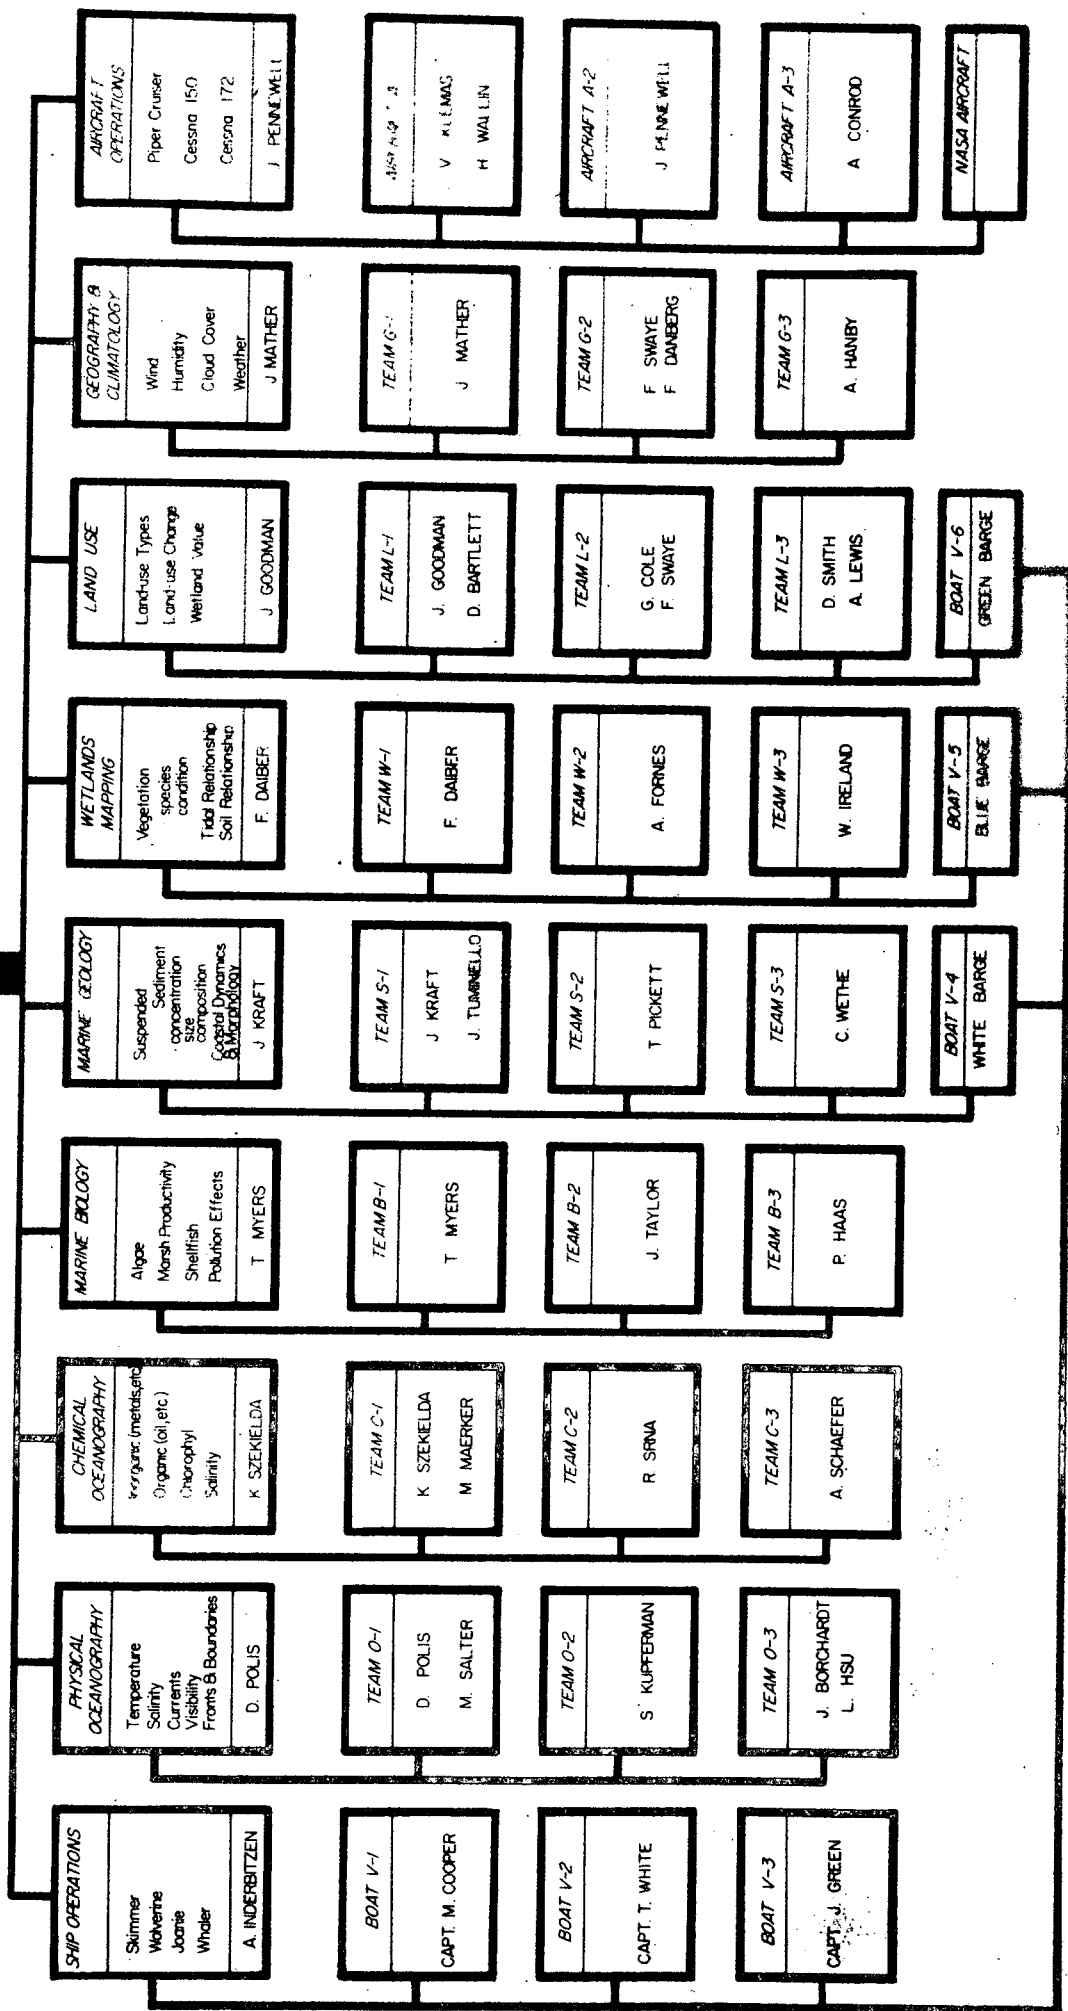 SHIP OPERATIONS
Skimmer
Wolverine
Joanie
Whaler
A. INDERBITZEN
BOAT V-1
CAPT. M. COOPER
BOAT V-2
CAPT. T. WHITE
BOAT V-3
CAPT. J. GREEN
PHYSICAL
OCEANOGRAPHY
Temperature
Salinity
Currents
Visibility
Fronts & Boundaries
D. POLIS
TEAM O-1
D. POLIS
M. SALTER
TEAM O-2
S KUPFERMAN
TEAM O-3
J. BORCHARDT
L. HSU
CHEMICAL
OCEANOGRAPHY
Inorganic (metals,etc)
Organic (oil,etc)
Chlorophyl
Salinity
K SZEKIELDA
TEAM C-1
K SZEKIELDA
M MAERKER
TEAM C-2
R. SRNA
TEAM C-3
A. SCHAEFER
MARINE BIOLOGY
Algae
Marsh Productivity
Shellfish
Pollution Effects
T MYERS
TEAM B-1
T MYERS
TEAM B-2
J. TAYLOR
TEAM B-3
P. HAAS
MARINE GEOLOGY
Suspended
Sediment
concentration
size
composition
Coastal Dynamics
& Morphology
J KRAFT
TEAM S-1
J KRAFT
J. TUMINELLO
TEAM S-2
T PICKETT
TEAM S-3
C. WETHE
BOAT V-4
WHITE BARGE
WETLANDS
MAPPING
Vegetation
species
condition
Tidal Relationship
Soil Relationship
F. DAIBER
TEAM W-1
F. DAIBER
TEAM W-2
A. FORNES
TEAM W-3
W. IRELAND
BOAT V-5
BLUE BARGE
LAND USE
Land-use Types
Land-use Change
Wetland Value
J GOODMAN
TEAM L-1
J. GOODMAN
D. BARTLETT
TEAM L-2
G. COLE
F. SWAYE
TEAM L-3
D. SMITH
A. LEWIS
BOAT V-6
GREEN BARGE
GEOGRAPHY &
CLIMATOLOGY
Wind
Humidity
Cloud Cover
Weather
J MATHER
TEAM G-1
J MATHER
TEAM G-2
F SWAYE
F DANBERG
TEAM G-3
A. HANBY
AIRCRAFT
OPERATIONS
Piper Cruiser
Cessna 150
Cessna 172
J PENNEWELL
V KLEMAS
H WALLIN
AIRCRAFT A-2
J PENNEWELL
AIRCRAFT A-3
A CONROD
NASA AIRCRAFT